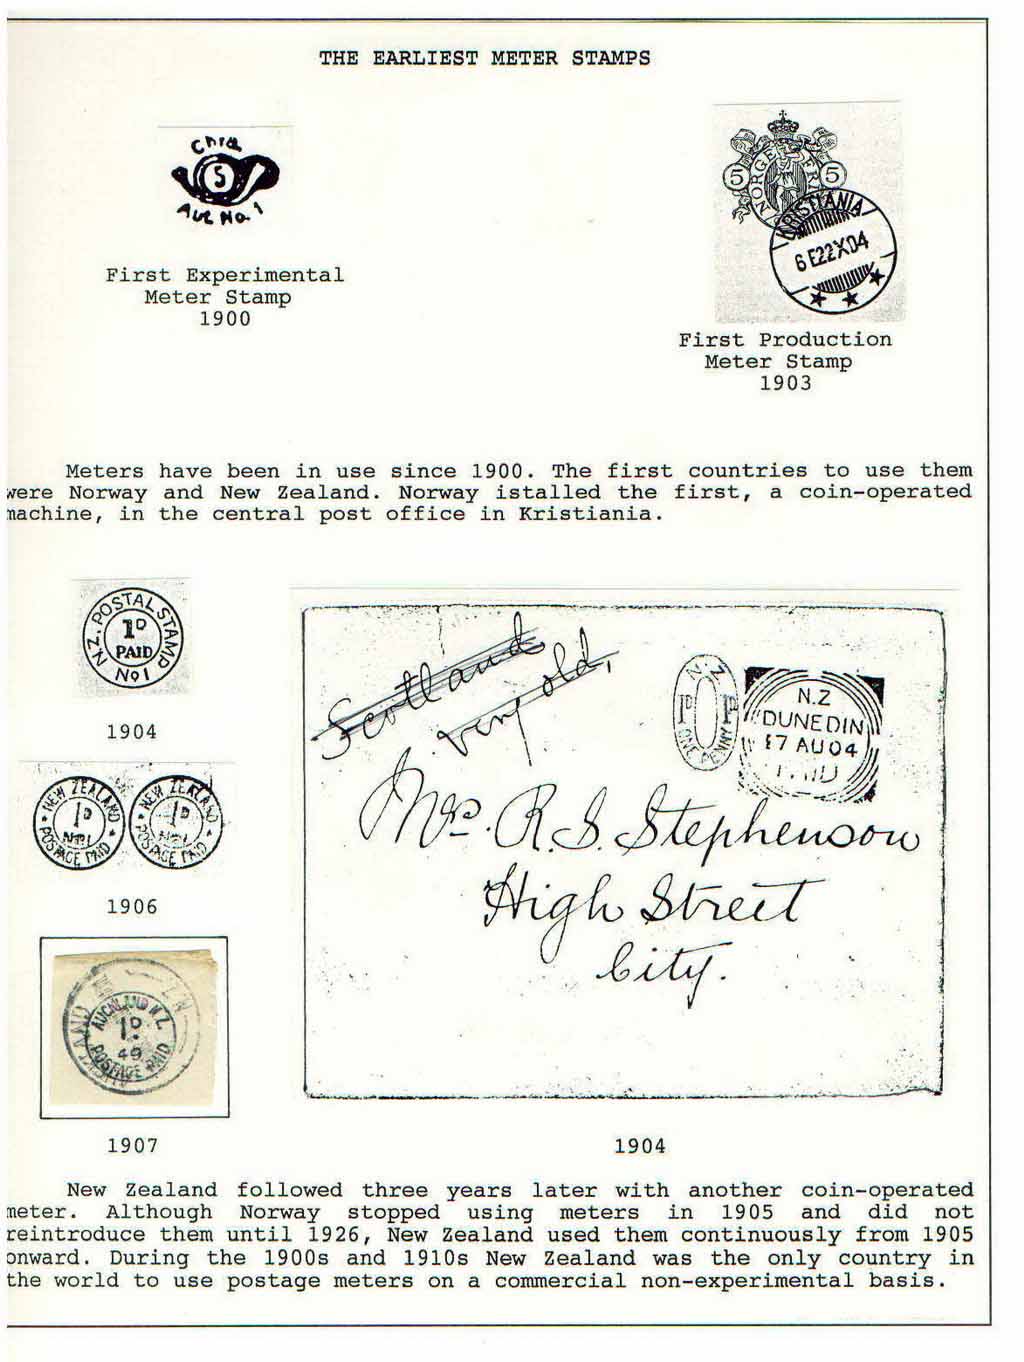 THE EARLIEST METER STAMPS
Chra.
5
Aut. No. 1
First Experimental
Meter Stamp
1900
NORGE FRI
5 5
KRISTIANIA
6 E 22 X 04
First Production
Meter Stamp
1903
Meters have been in use since 1900. The first countries to use them
were Norway and New Zealand. Norway istalled the first, a coin-operated
machine, in the central post office in Kristiania.
N.Z. POSTAL STAMP
1D
PAID
No 1
1904
NEW ZEALAND
1D
No 1
POSTAGE PAID
NEW ZEALAND
1D
No 1
POSTAGE PAID
1906
AUCKLAND N.Z.
1D
49
POSTAGE PAID
1907
Scotland
very old,
N.Z.
ONE PENNY
N.Z
DUNEDIN
17 AU 04
PAID
Mrs. R. S. Stephenson
High Street
City.
1904
New Zealand followed three years later with another coin-operated
meter. Although Norway stopped using meters in 1905 and did not
reintroduce them until 1926, New Zealand used them continuously from 1905
onward. During the 1900s and 1910s New Zealand was the only country in
the world to use postage meters on a commercial non-experimental basis.